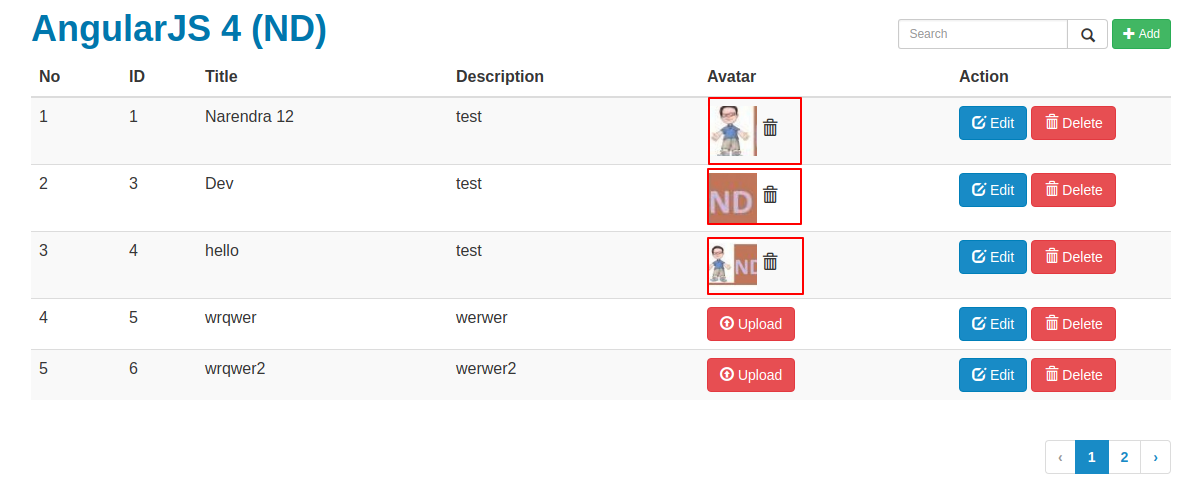 AngularJS 4 (ND)
Search Add
No ID Title Description Avatar Action
1 1 Narendra 12 test Edit Delete
2 3 Dev test ND Edit Delete
3 4 hello test ND Edit Delete
4 5 wrqwer werwer Upload Edit Delete
5 6 wrqwer2 werwer2 Upload Edit Delete
‹ 1 2 ›